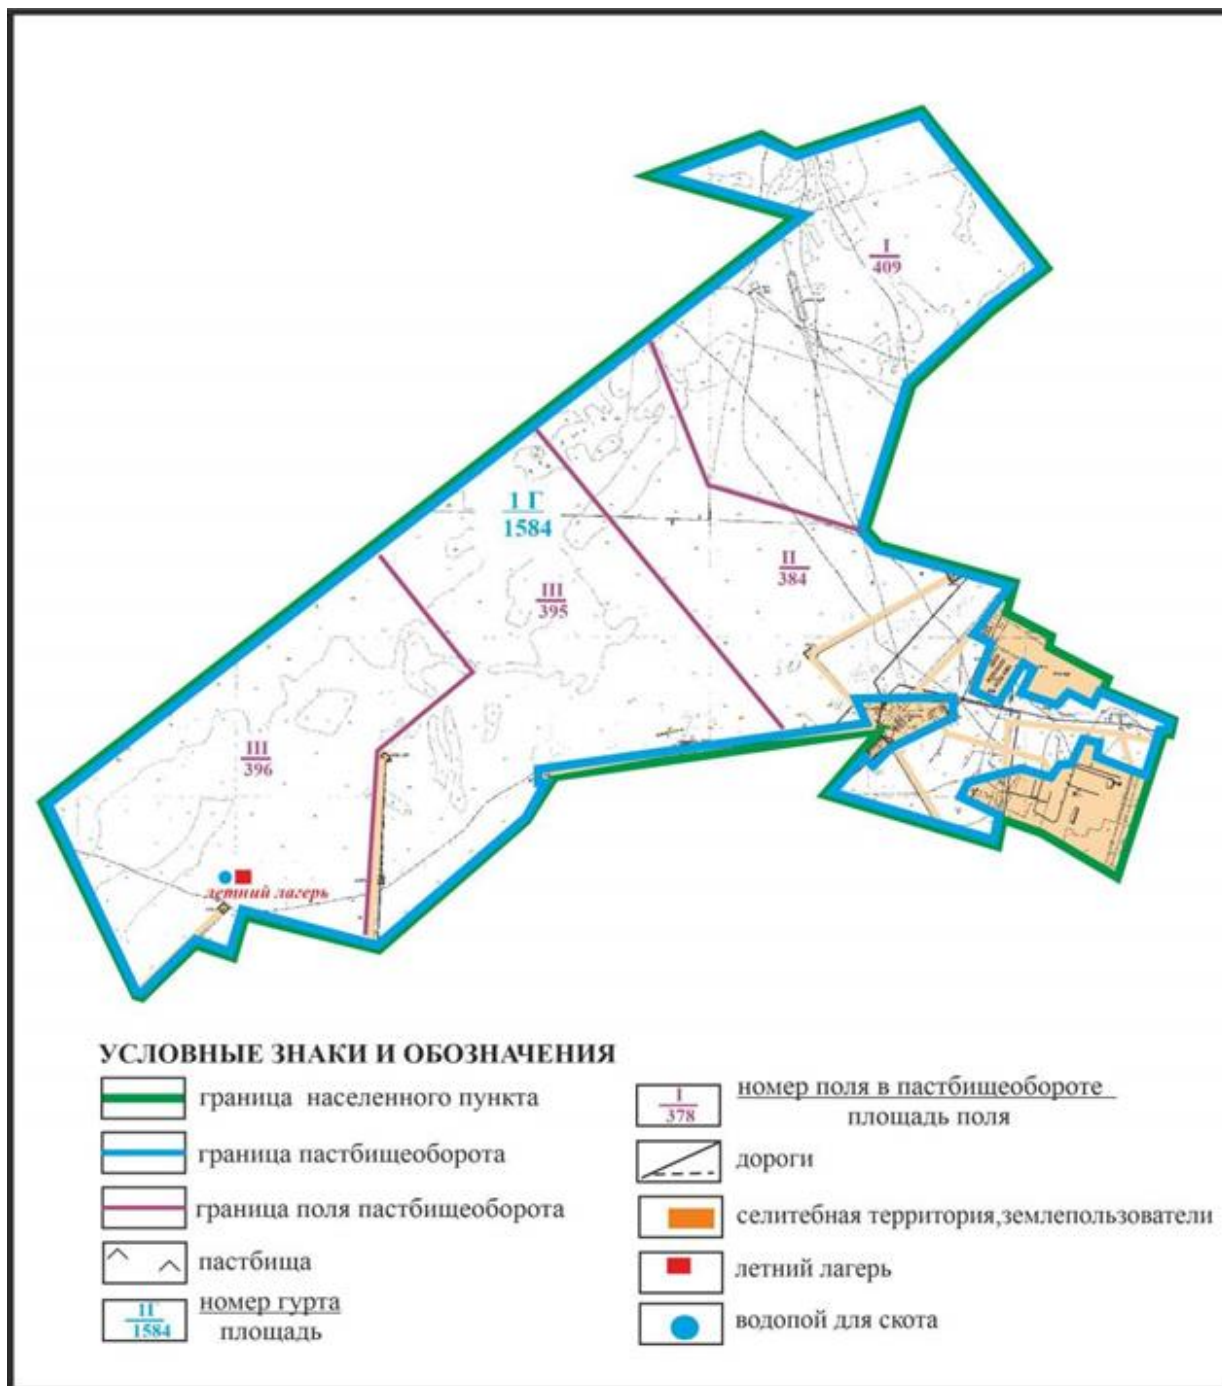 I
409
1 Г
1584
II
384
III
395
III
396
летний лагерь
УСЛОВНЫЕ ЗНАКИ И ОБОЗНАЧЕНИЯ
граница населенного пункта
граница пастбищеоборота
граница поля пастбищеоборота
пастбища
1Г
1584
номер гурта
площадь
I
378
номер поля в пастбищеобороте
площадь поля
дороги
селитебная территория,землепользователи
летний лагерь
водопой для скота